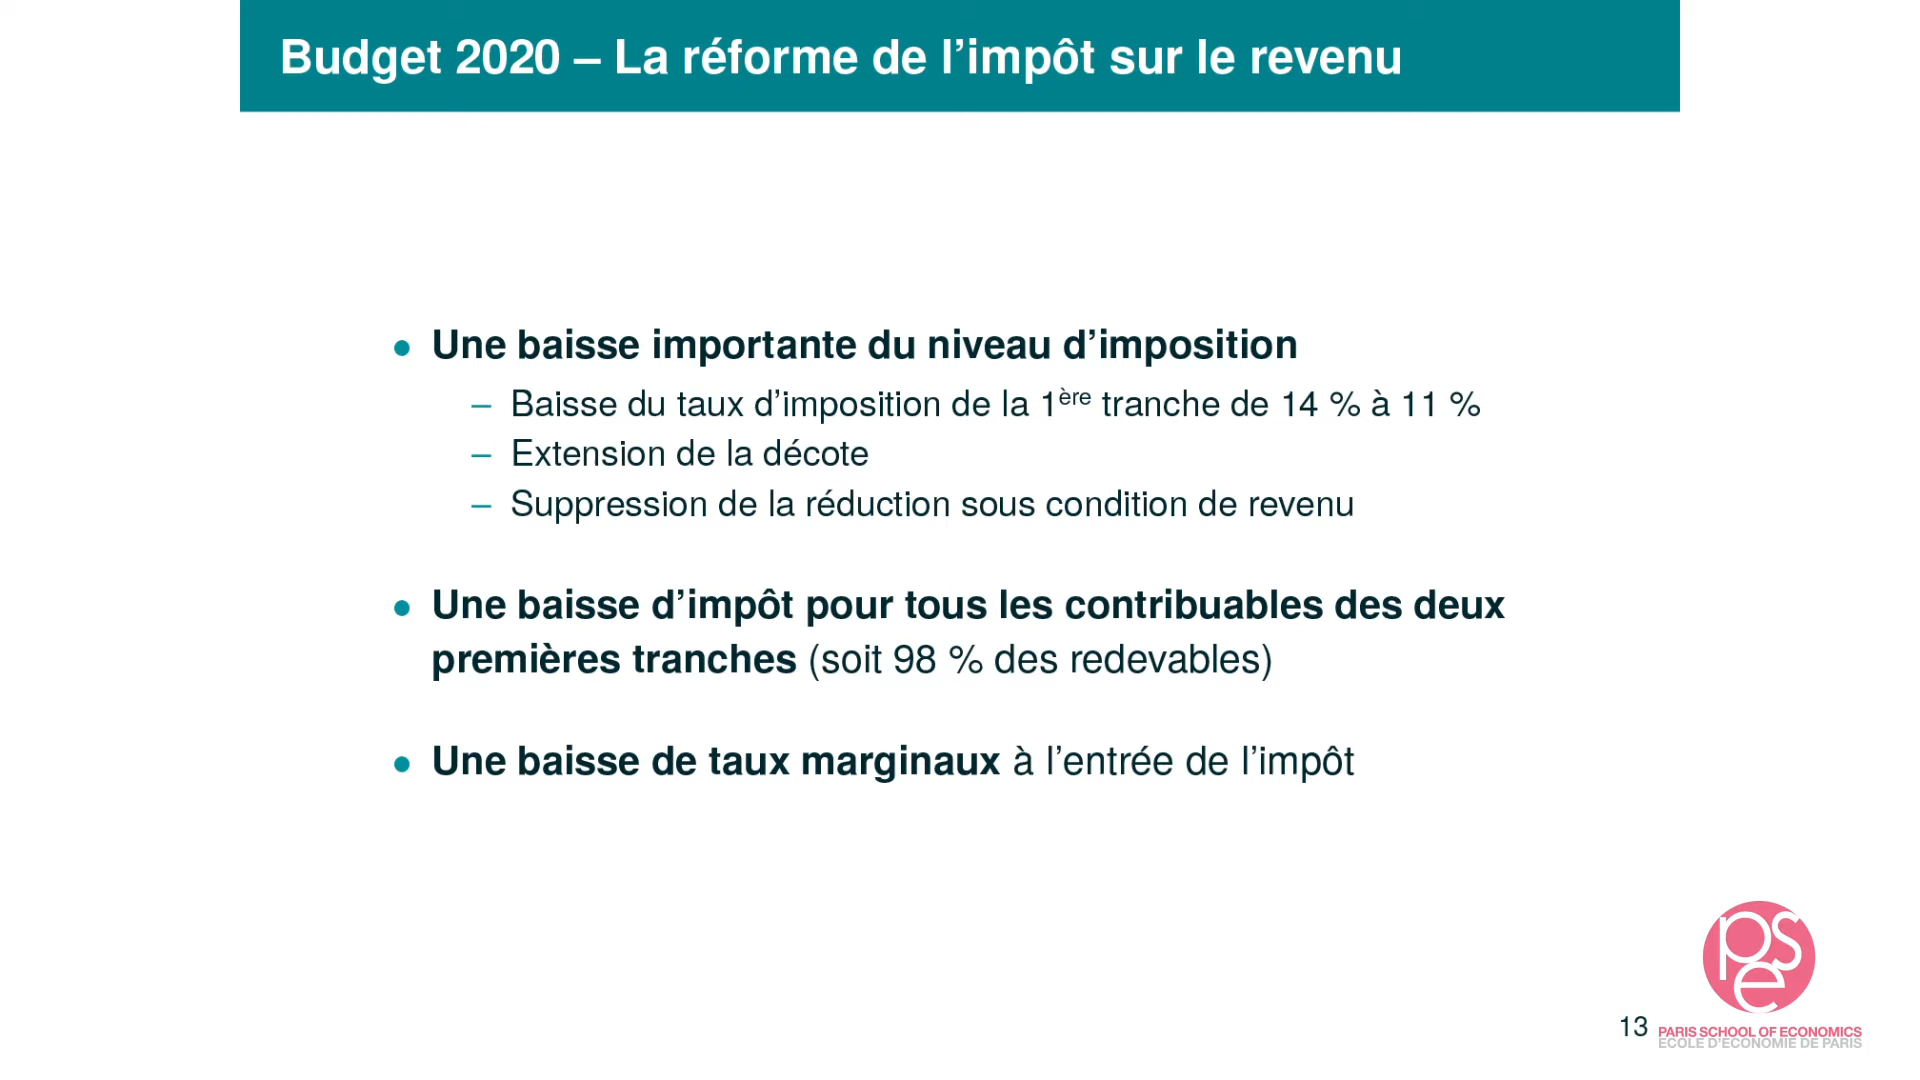 Budget 2020 – La réforme de l’impôt sur le revenu
● Une baisse importante du niveau d’imposition
– Baisse du taux d’imposition de la 1ère tranche de 14 % à 11 %
– Extension de la décote
– Suppression de la réduction sous condition de revenu
● Une baisse d’impôt pour tous les contribuables des deux
premières tranches (soit 98 % des redevables)
● Une baisse de taux marginaux à l’entrée de l’impôt
pse
13
PARIS SCHOOL OF ECONOMICS
ECOLE D’ECONOMIE DE PARIS